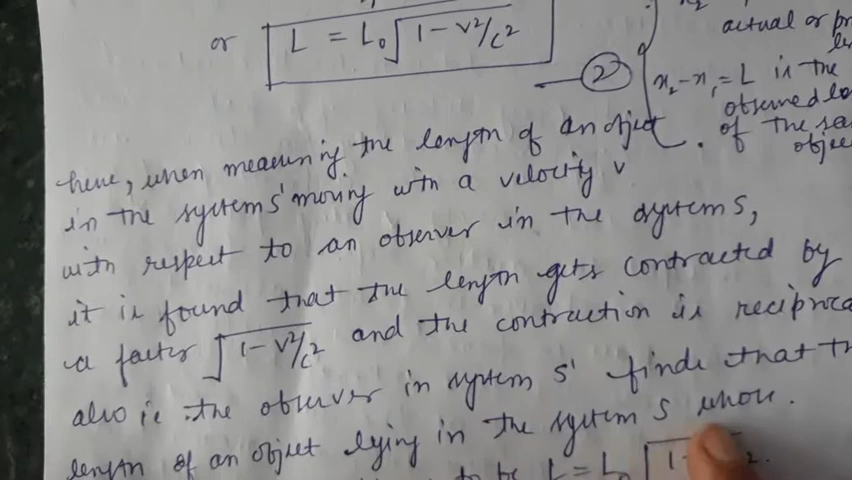 or L = L₀√1 - v²/c²
②
actual or
x₂ - x₁ = L is the
observed
of the
here, when measuring the length of an object
in the system s' moving with a velocity v
with respect to an observer in the system s,
it is found that the length gets contracted by
a factor √1 - v²/c² and the contraction is
also ie the observer in system s' finds that
length of an object lying in the system s whose
to be L = L₀